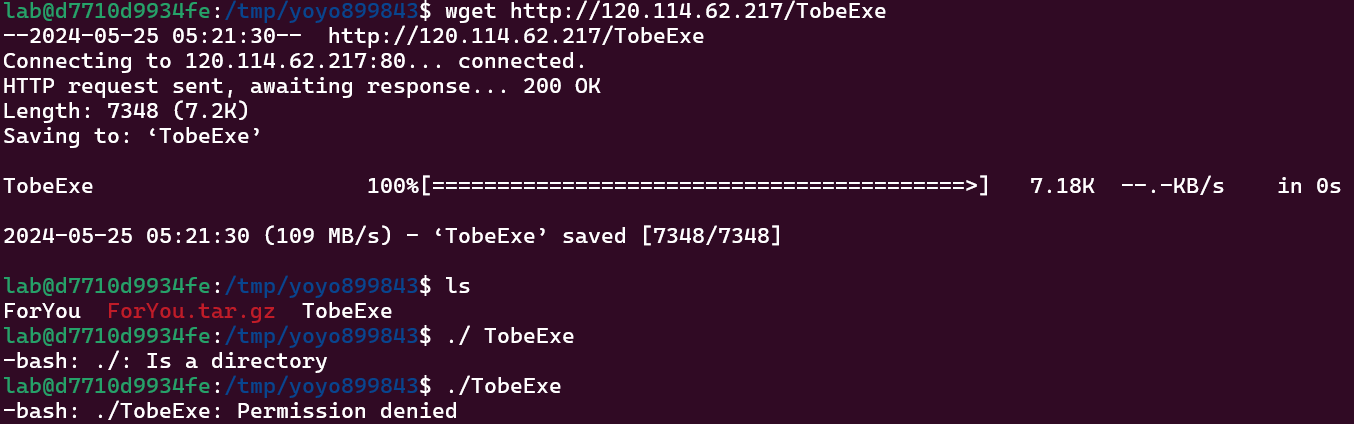 lab@d7710d9934fe:/tmp/yoyo899843$ wget http://120.114.62.217/TobeExe
--2024-05-25 05:21:30--  http://120.114.62.217/TobeExe
Connecting to 120.114.62.217:80... connected.
HTTP request sent, awaiting response... 200 OK
Length: 7348 (7.2K)
Saving to: ‘TobeExe’
TobeExe                     100%[=========================================>]   7.18K  --.-KB/s    in 0s
2024-05-25 05:21:30 (109 MB/s) - ‘TobeExe’ saved [7348/7348]
lab@d7710d9934fe:/tmp/yoyo899843$ ls
ForYou  ForYou.tar.gz  TobeExe
lab@d7710d9934fe:/tmp/yoyo899843$ ./ TobeExe
-bash: ./: Is a directory
lab@d7710d9934fe:/tmp/yoyo899843$ ./TobeExe
-bash: ./TobeExe: Permission denied